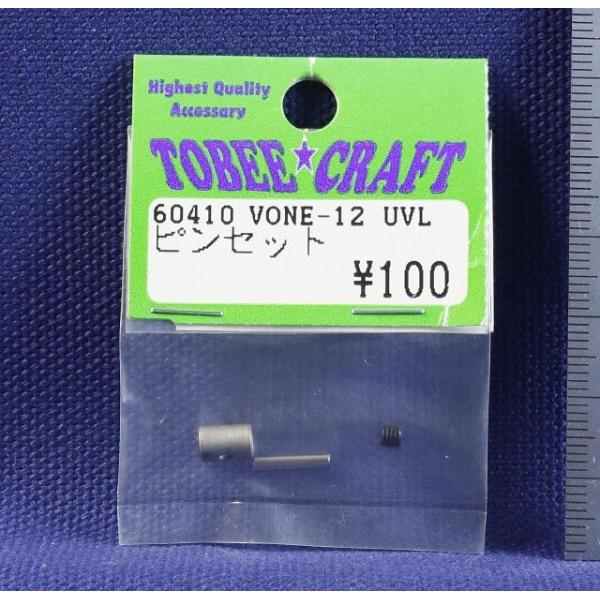 Highest Quality
Accessary
TOBEE★CRAFT
60410 VONE-12 UVL
ピンセット
¥100